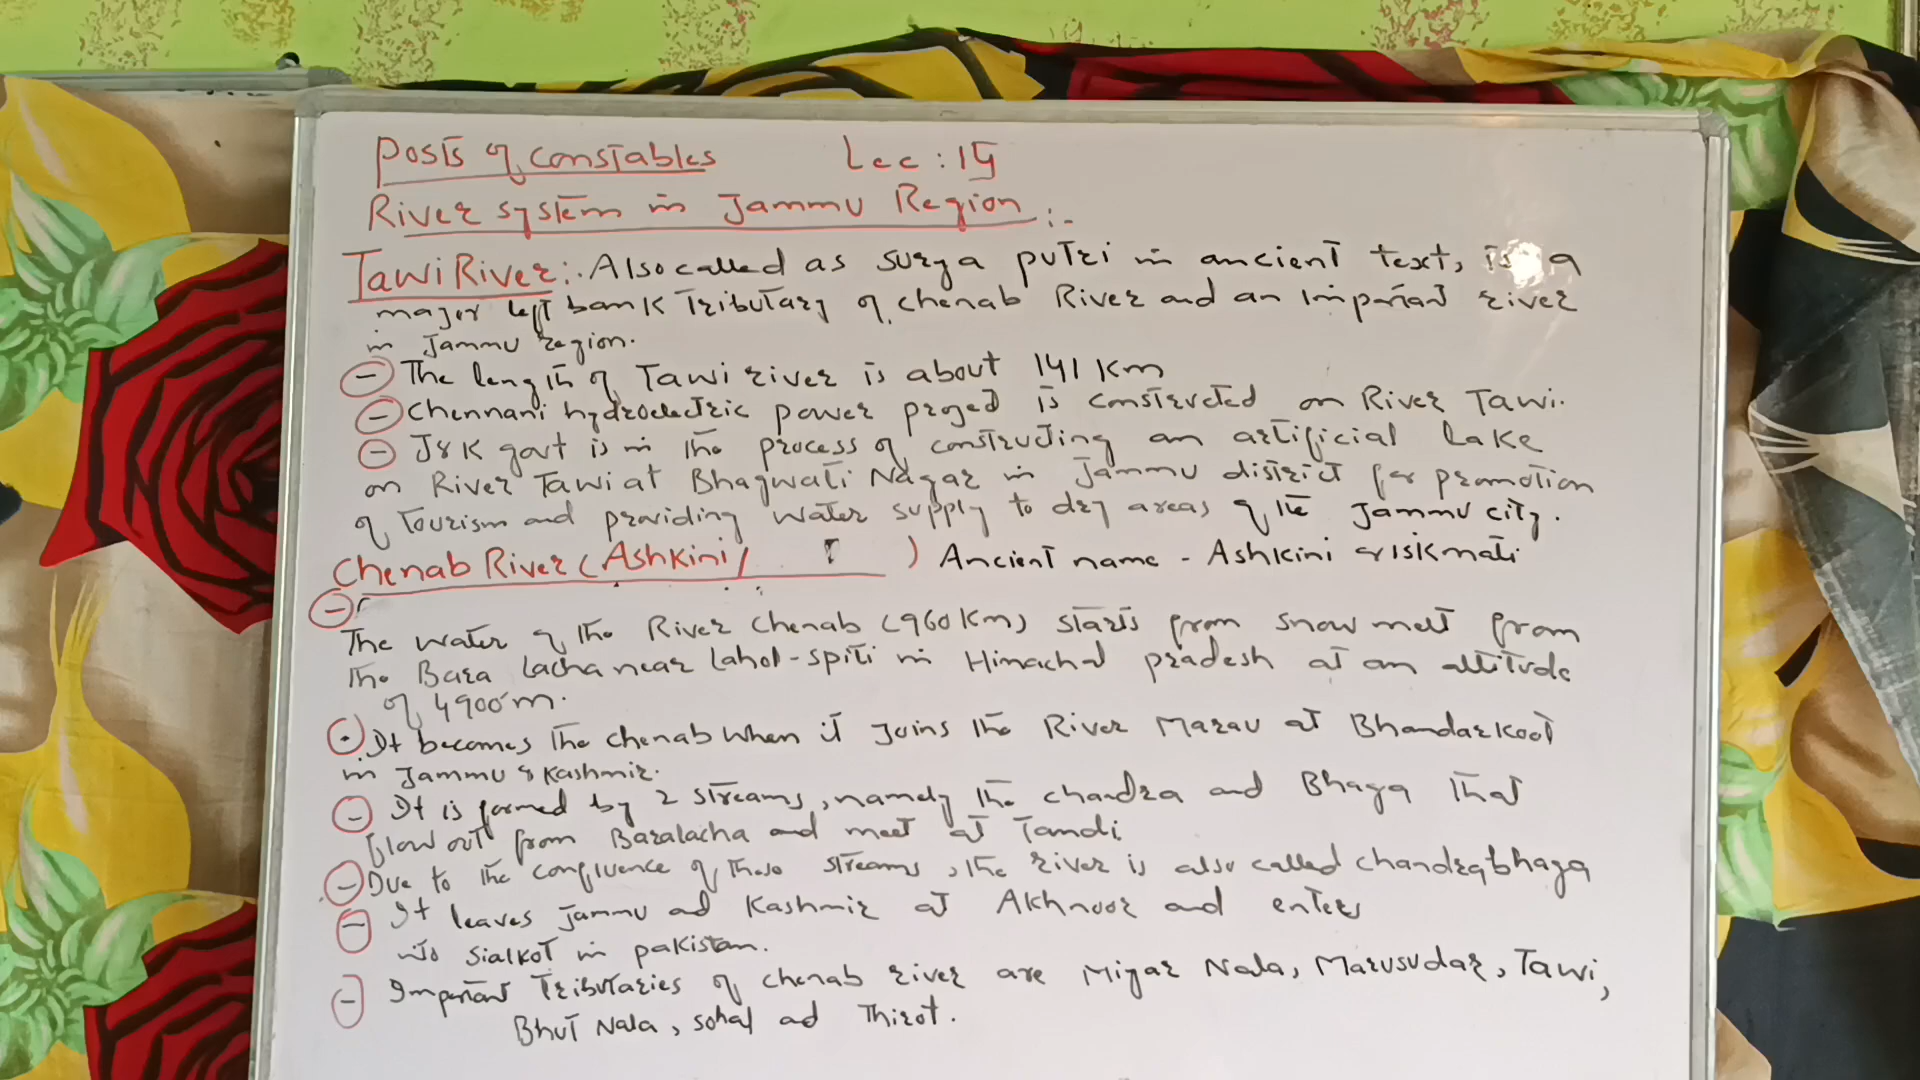 Posts of constables Lec: 15
River system in Jammu Region :-
Tawi River :- Also called as surya putri in ancient text, is a
major left bank Tributary of Chenab River and an Important river
in Jammu region.
- The length of Tawi river is about 141 Km
- Chennani hydroelectric power project is constructed on River Tawi.
- J&K govt is in the process of constructing an artificial Lake
on River Tawi at Bhagwati Nagar in Jammu district for promotion
of Tourism and providing water supply to dry areas of the Jammu city.
Chenab River (Ashkini/ ) Ancient name - Ashkini or iskmati
-
The water of the River Chenab (960 Km) starts from snow melt from
the Bara Lacha near Lahol-spiti in Himachal pradesh at an altitude
of 4900 m.
- It becomes the chenab when it Joins the River Marau at Bhandarkoot
in Jammu & Kashmir.
- It is formed by 2 streams, namely the chandra and Bhaga that
flow out from Baralacha and meet at Tandi
- Due to the confluence of these streams, the river is also called chandrabhaga
- It leaves Jammu and Kashmir at Akhnoor and enters
into Sialkot in pakistan.
- Important Tributaries of chenab river are Miyar Nala, Marusudar, Tawi,
Bhut Nala, sohal and Thirot.